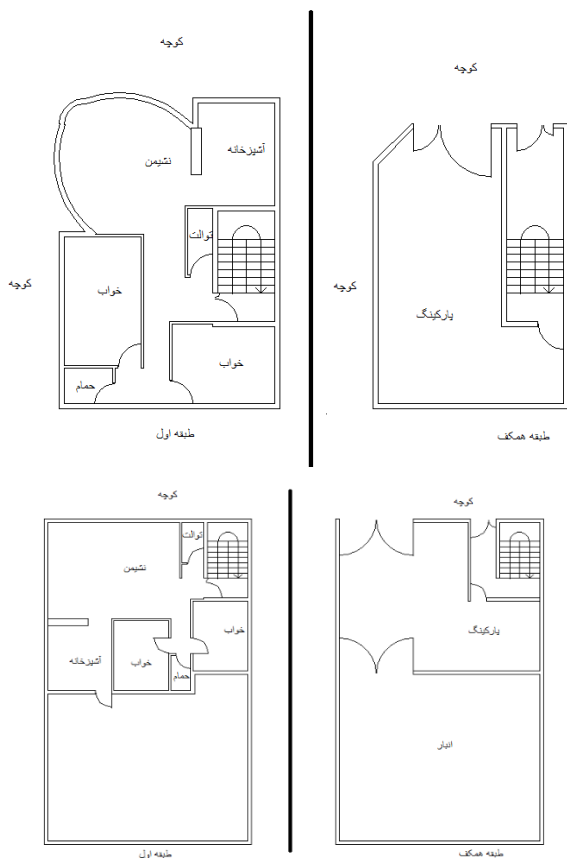 کوچه
آشپزخانه
نشیمن
توالت
کوچه
خواب
خواب
حمام
طبقه اول
کوچه
کوچه
پارکینگ
طبقه همکف
کوچه
توالت
نشیمن
خواب
آشپزخانه
خواب
حمام
طبقه اول
کوچه
پارکینگ
انبار
طبقه همکف